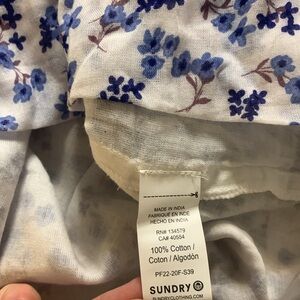 MADE IN INDIA
FABRIQUÉ EN INDE
HECHO EN INDIA
RN# 134579
CA# 40554
100% Cotton /
Coton / Algodón
PF22-20F-S39
SUNDRY
SUNDRYCLOTHING.COM